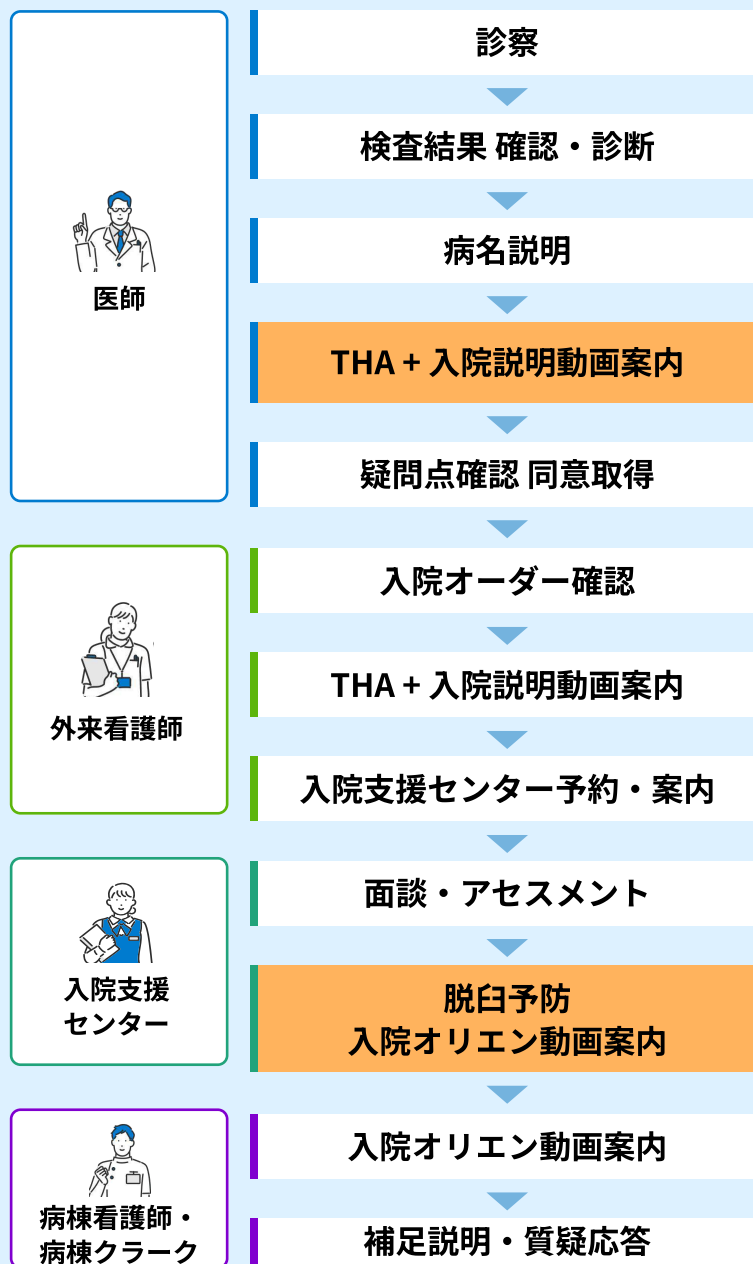 医師
診察
検査結果 確認・診断
病名説明
THA + 入院説明動画案内
疑問点確認 同意取得
外来看護師
入院オーダー確認
THA + 入院説明動画案内
入院支援センター予約・案内
入院支援
センター
面談・アセスメント
脱臼予防
入院オリエン動画案内
病棟看護師・
病棟クラーク
入院オリエン動画案内
補足説明・質疑応答